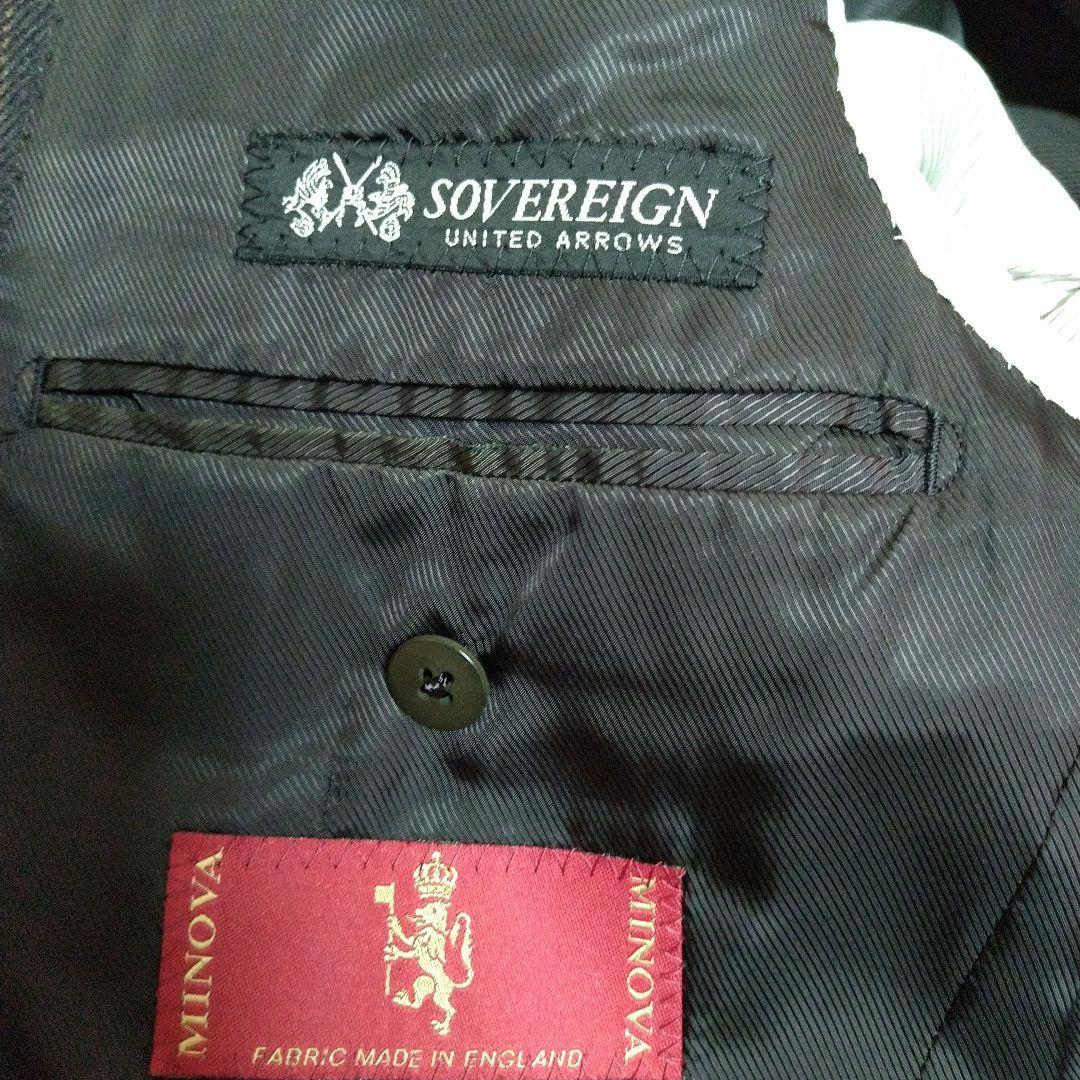 SOVEREIGN
UNITED ARROWS
MINOVA
MINOVA
FABRIC MADE IN ENGLAND